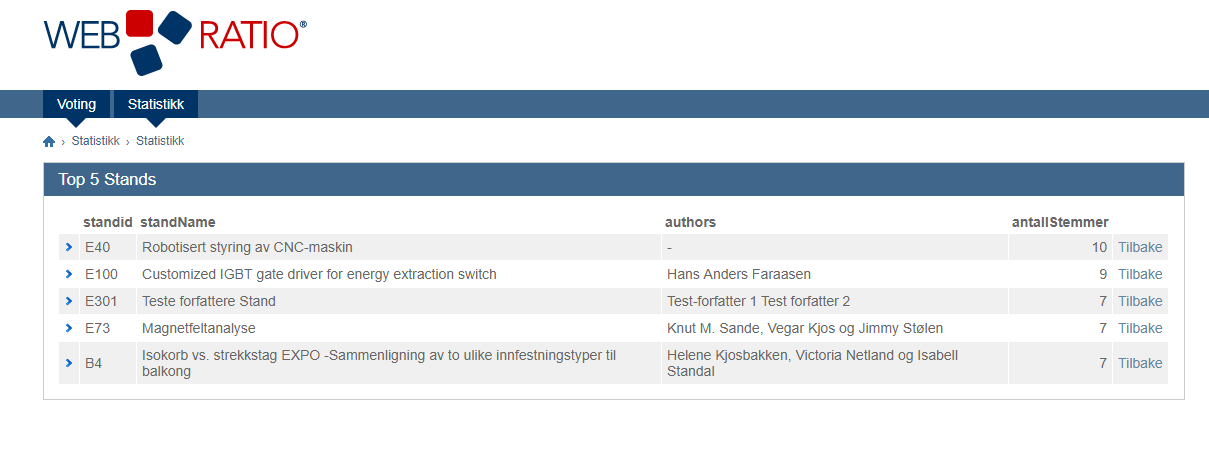 WEB RATIO®
Voting Statistikk
› Statistikk › Statistikk
Top 5 Stands
standid standName authors antallStemmer
E40 Robotisert styring av CNC-maskin - 10 Tilbake
E100 Customized IGBT gate driver for energy extraction switch Hans Anders Faraasen 9 Tilbake
E301 Teste forfattere Stand Test-forfatter 1 Test forfatter 2 7 Tilbake
E73 Magnetfeltanalyse Knut M. Sande, Vegar Kjos og Jimmy Stølen 7 Tilbake
B4 Isokorb vs. strekkstag EXPO -Sammenligning av to ulike innfestningstyper til
balkong
Helene Kjosbakken, Victoria Netland og Isabell
Standal
7 Tilbake